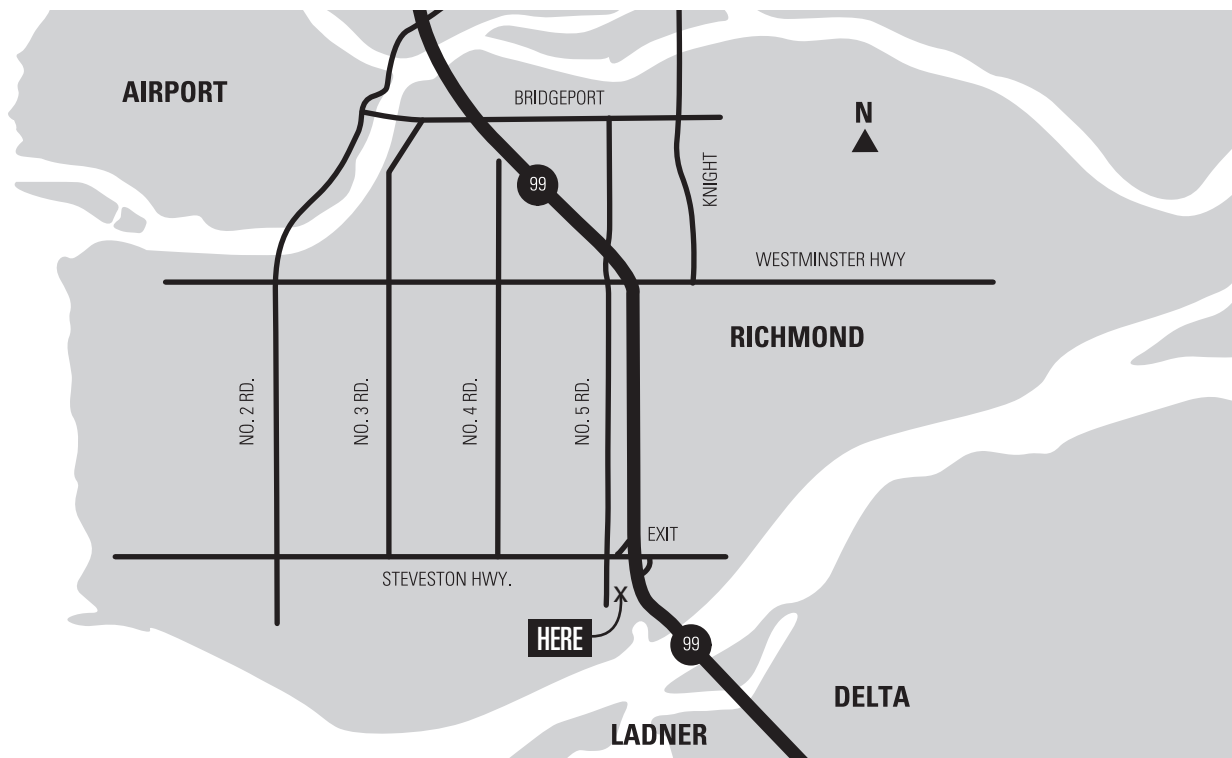 AIRPORT
BRIDGEPORT
N
99
KNIGHT
WESTMINSTER HWY
RICHMOND
NO. 2 RD.
NO. 3 RD.
NO. 4 RD.
NO. 5 RD.
EXIT
STEVESTON HWY.
X
HERE
99
DELTA
LADNER